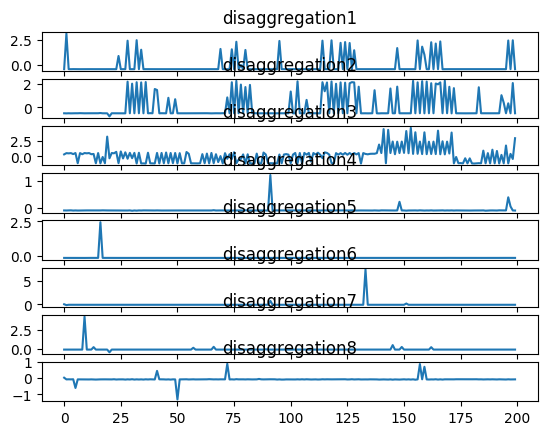 disaggregation1
2.5
0.0
disaggregation2
2
0
disaggregation3
2.5
0.0
disaggregation4
1
0
disaggregation5
2.5
0.0
disaggregation6
5
0
disaggregation7
2.5
0.0
disaggregation8
1
0
−1
0 25 50 75 100 125 150 175 200